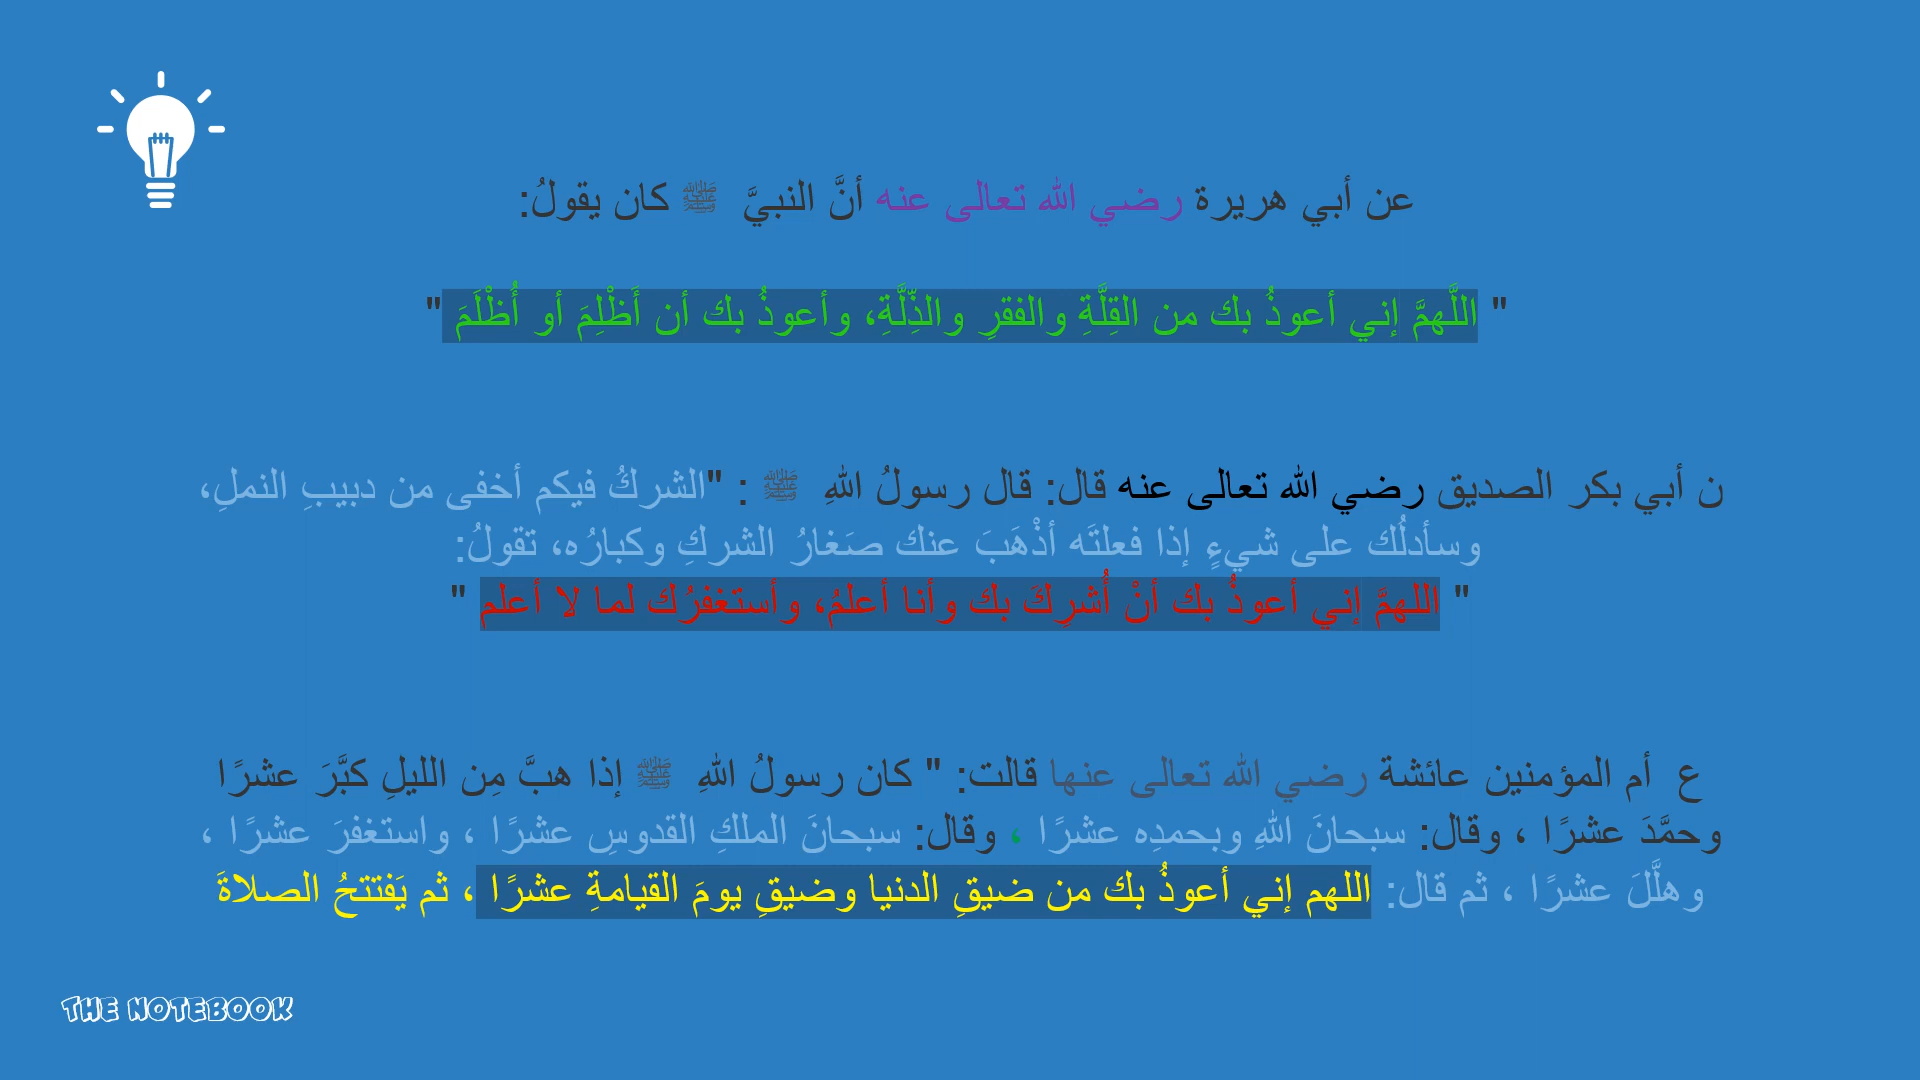 عن أبي هريرة رضي الله تعالى عنه أنَّ النبيَّ ﷺ كان يقولُ:
" اللَّهمَّ إني أعوذُ بك من القِلَّةِ والفقرِ والذِّلَّةِ، وأعوذُ بك أن أَظْلِمَ أو أُظْلَمَ "
ن أبي بكر الصديق رضي الله تعالى عنه قال: قال رسولُ اللهِ ﷺ : "الشركُ فيكم أخفى من دبيبِ النملِ،
وسأدلُك على شيءٍ إذا فعلتَه أذْهَبَ عنك صَغارُ الشركِ وكبارُه، تقولُ:
" اللهمَّ إني أعوذُ بك أنْ أُشرِكَ بك وأنا أعلمُ، وأستغفرُك لما لا أعلم "
ع أم المؤمنين عائشة رضي الله تعالى عنها قالت: " كان رسولُ اللهِ ﷺ إذا هبَّ مِن الليلِ كبَّرَ عشرًا
وحمَّدَ عشرًا ، وقال: سبحانَ اللهِ وبحمدِه عشرًا ، وقال: سبحانَ الملكِ القدوسِ عشرًا ، واستغفرَ عشرًا ،
وهلَّلَ عشرًا ، ثم قال: اللهم إني أعوذُ بك من ضيقِ الدنيا وضيقِ يومَ القيامةِ عشرًا ، ثم يَفتتحُ الصلاةَ
THE NOTEBOOK